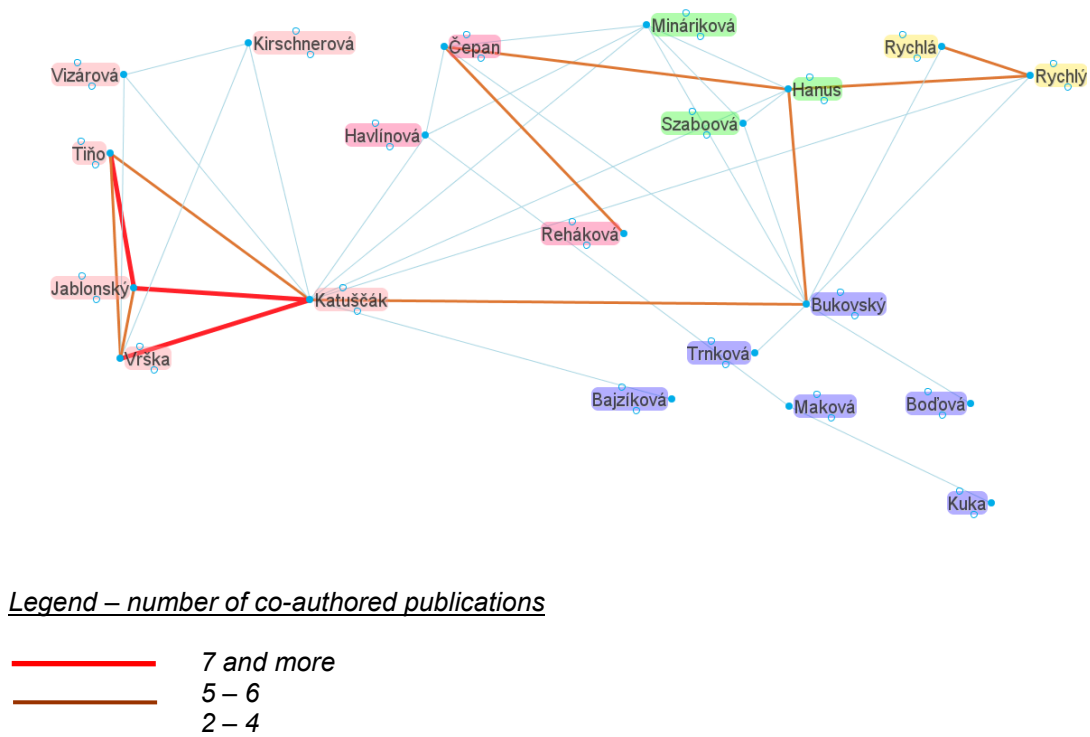 Mináriková
Kirschnerová
Čepan
Rychlá
Vizárová
Rychlý
Hanus
Szaboová
Havlínová
Tiňo
Reháková
Jablonský
Katuščák
Bukovský
Vrška
Trnková
Bajzíková
Maková
Boďová
Kuka
Legend – number of co-authored publications
7 and more
5 – 6
2 – 4